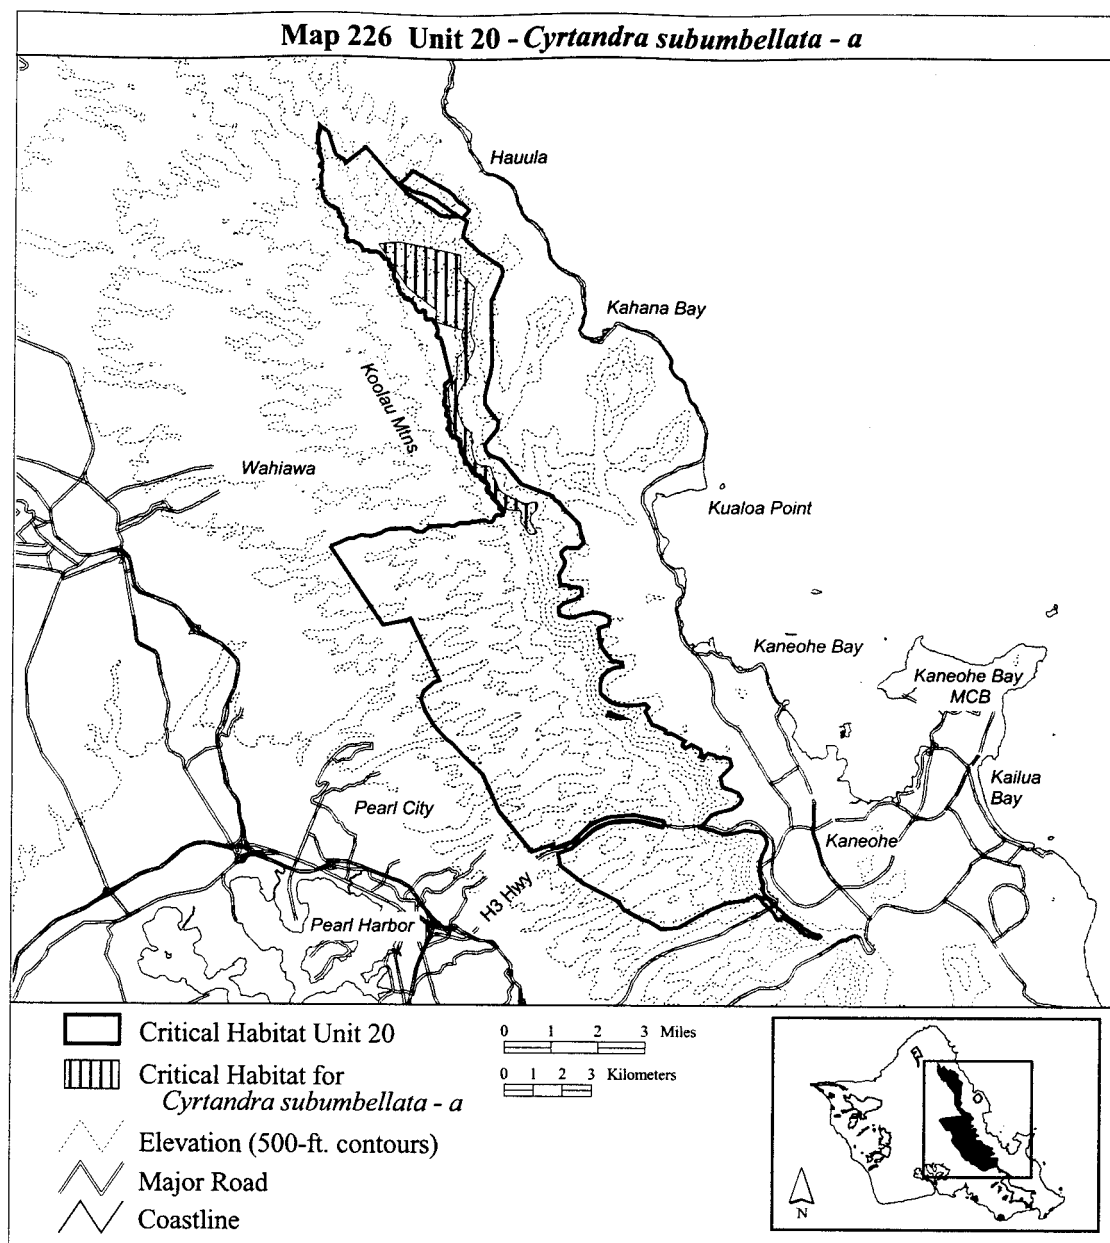 Map 226 Unit 20 - Cyrtandra subumbellata - a
Hauula
Kahana Bay
Koolau Mtns
Wahiawa
Kualoa Point
Kaneohe Bay
Kaneohe Bay
MCB
Kailua
Bay
Pearl City
Kaneohe
H3 Hwy
Pearl Harbor
Critical Habitat Unit 20
0 1 2 3 Miles
Critical Habitat for
Cyrtandra subumbellata - a
0 1 2 3 Kilometers
Elevation (500-ft. contours)
Major Road
Coastline
N